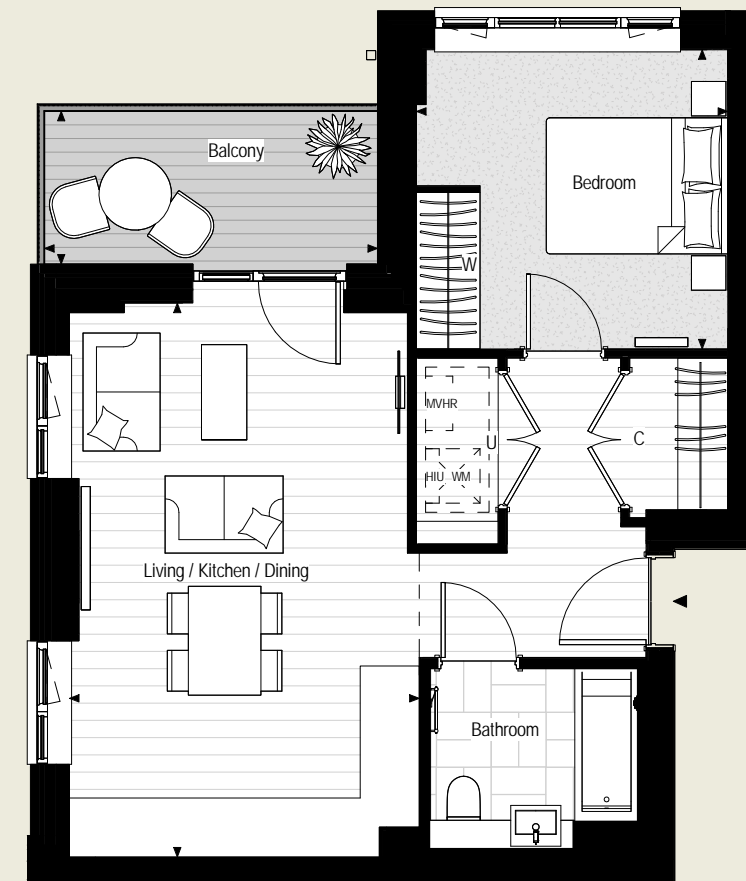 Balcony
Bedroom
W
MVHR
U
C
HIU WM
Living / Kitchen / Dining
Bathroom